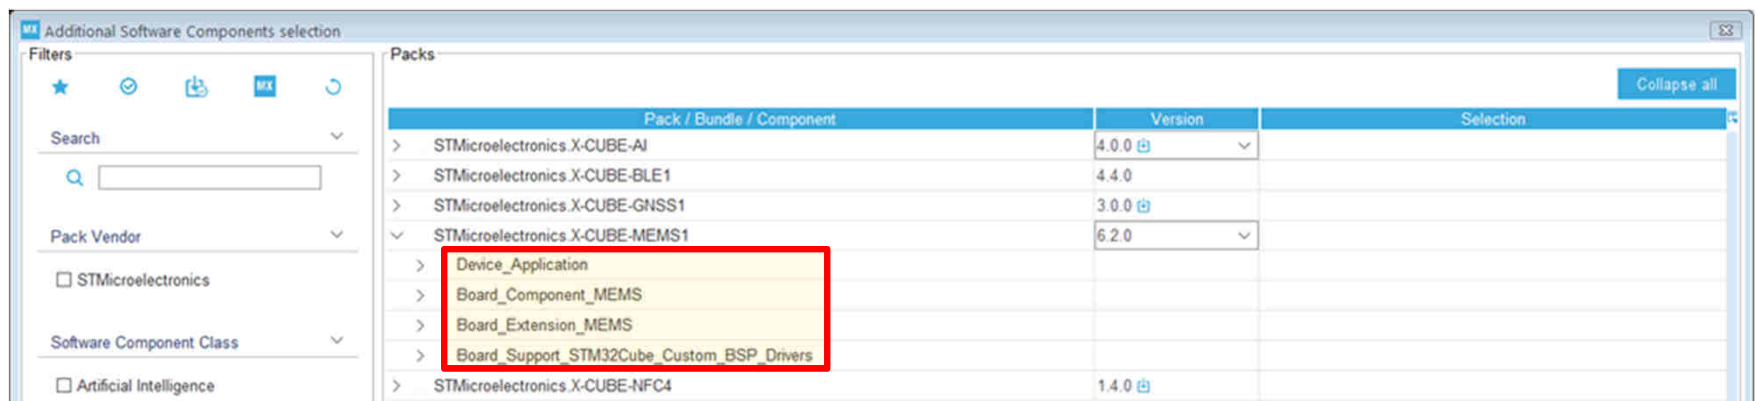 MX Additional Software Components selection
Filters
MX
Search
Pack Vendor
STMicroelectronics
Software Component Class
Artificial Intelligence
Packs
Collapse all
Pack / Bundle / Component Version Selection
STMicroelectronics.X-CUBE-AI 4.0.0
STMicroelectronics.X-CUBE-BLE1 4.4.0
STMicroelectronics.X-CUBE-GNSS1 3.0.0
STMicroelectronics.X-CUBE-MEMS1 6.2.0
Device_Application
Board_Component_MEMS
Board_Extension_MEMS
Board_Support_STM32Cube_Custom_BSP_Drivers
STMicroelectronics.X-CUBE-NFC4 1.4.0